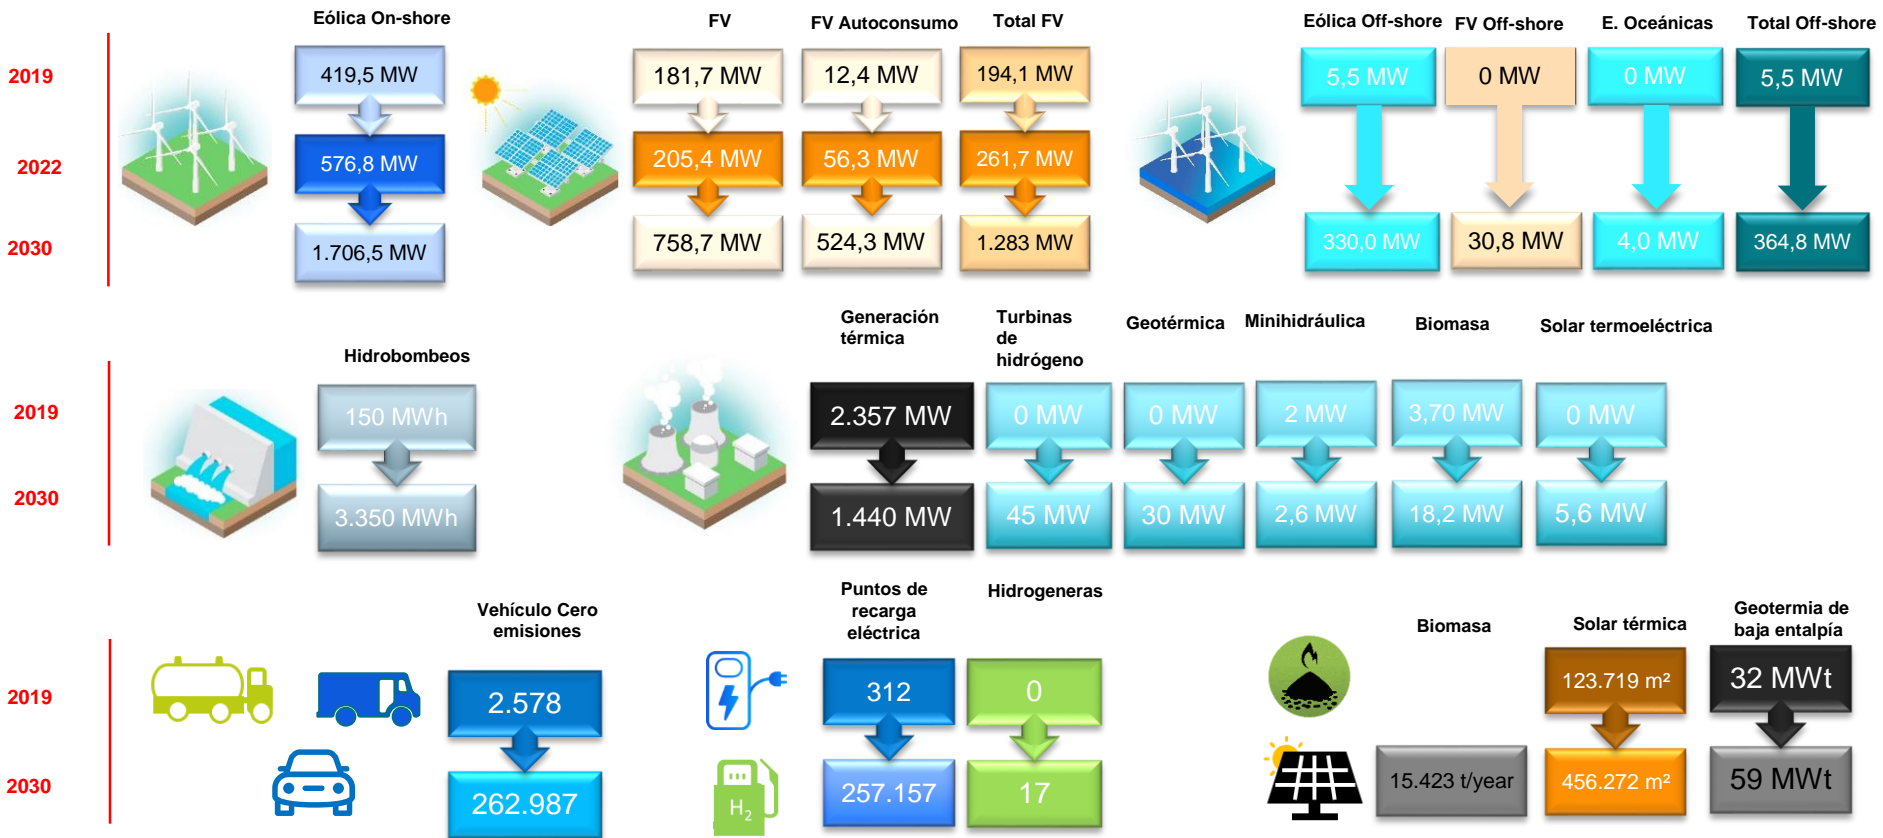 Eólica On-shore
FV
FV Autoconsumo
Total FV
Eólica Off-shore
FV Off-shore
E. Oceánicas
Total Off-shore
2019
419,5 MW
181,7 MW
12,4 MW
194,1 MW
5,5 MW
0 MW
0 MW
5,5 MW
2022
576,8 MW
205,4 MW
56,3 MW
261,7 MW
2030
1.706,5 MW
758,7 MW
524,3 MW
1.283 MW
330,0 MW
30,8 MW
4,0 MW
364,8 MW
Hidrobombeos
Generación
térmica
Turbinas
de
hidrógeno
Geotérmica
Minihidráulica
Biomasa
Solar termoeléctrica
2019
150 MWh
2.357 MW
0 MW
0 MW
2 MW
3,70 MW
0 MW
2030
3.350 MWh
1.440 MW
45 MW
30 MW
2,6 MW
18,2 MW
5,6 MW
Vehículo Cero
emisiones
Puntos de
recarga
eléctrica
Hidrogeneras
Biomasa
Solar térmica
Geotermia de
baja entalpía
2019
2.578
312
0
123.719 m²
32 MWt
2030
262.987
H2
257.157
17
15.423 t/year
456.272 m²
59 MWt